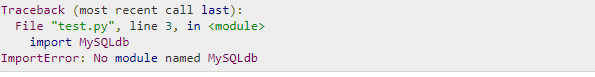 Traceback (most recent call last):
  File "test.py", line 3, in <module>
    import MySQLdb
ImportError: No module named MySQLdb